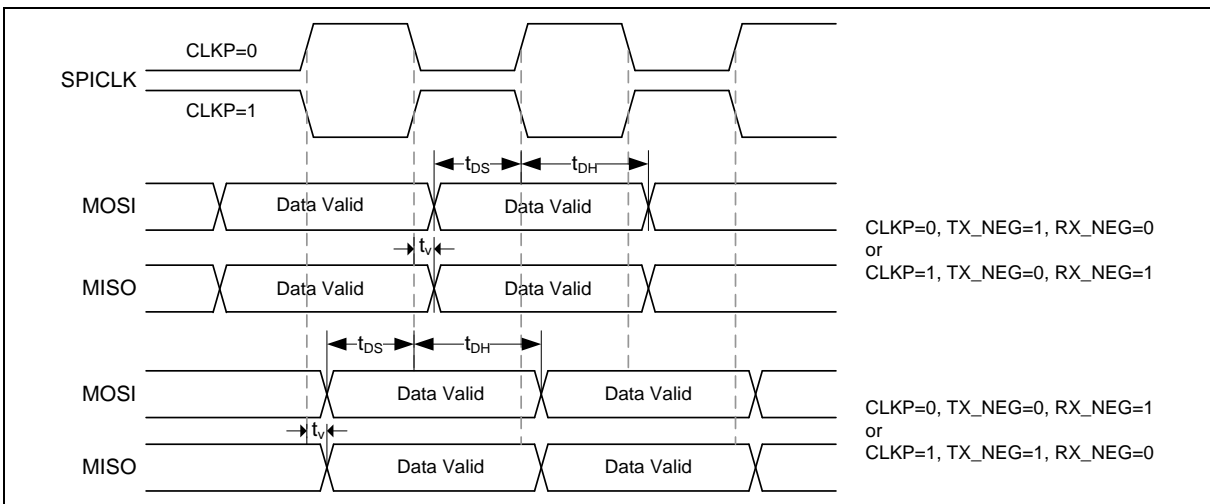 CLKP=0
SPICLK
CLKP=1
tDS
tDH
MOSI
Data Valid
Data Valid
tv
MISO
Data Valid
Data Valid
CLKP=0, TX_NEG=1, RX_NEG=0
or
CLKP=1, TX_NEG=0, RX_NEG=1
tDS
tDH
MOSI
Data Valid
Data Valid
tv
MISO
Data Valid
Data Valid
CLKP=0, TX_NEG=0, RX_NEG=1
or
CLKP=1, TX_NEG=1, RX_NEG=0